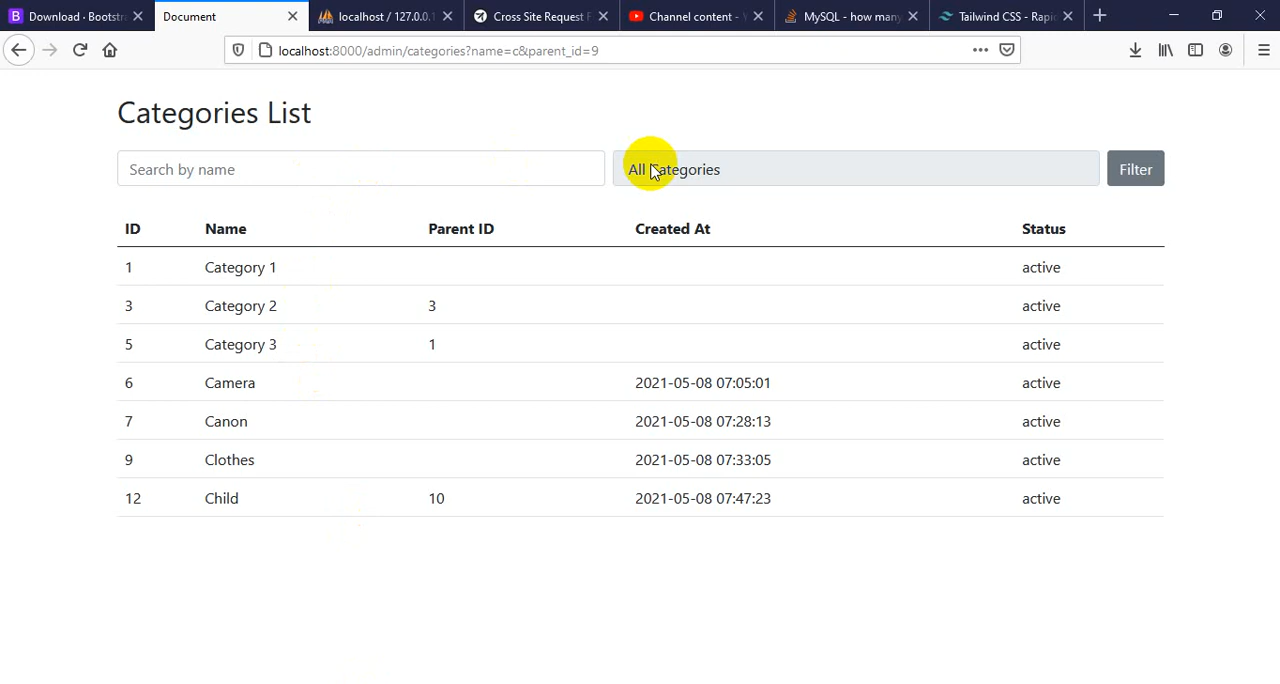 Download · Bootstr
Document
localhost / 127.0.0.1
Cross Site Request F
Channel content - Y
MySQL - how many
Tailwind CSS - Rapid
localhost:8000/admin/categories?name=c&parent_id=9
Categories List
Search by name
All Categories
Filter
ID Name Parent ID Created At Status
1 Category 1 active
3 Category 2 3 active
5 Category 3 1 active
6 Camera 2021-05-08 07:05:01 active
7 Canon 2021-05-08 07:28:13 active
9 Clothes 2021-05-08 07:33:05 active
12 Child 10 2021-05-08 07:47:23 active